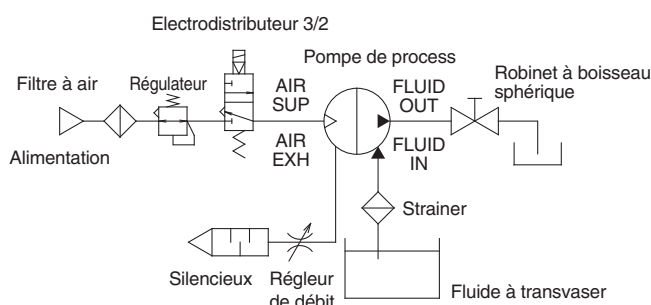 Electrodistributeur 3/2
Pompe de process
Filtre à air
Régulateur
AIR
SUP
FLUID
OUT
Robinet à boisseau
sphérique
Alimentation
AIR
EXH
FLUID
IN
Strainer
Silencieux
Régleur
de débit
Fluide à transvaser